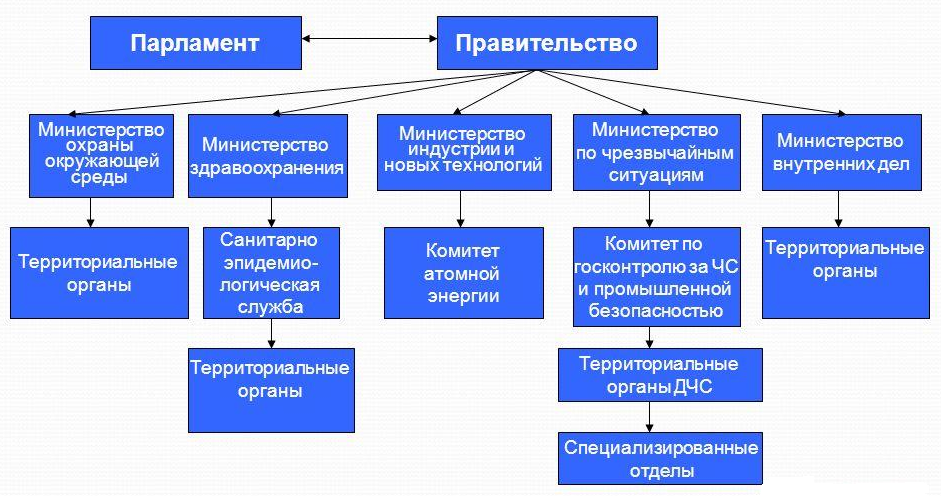 Парламент
Правительство
Министерство
охраны
окружающей
среды
Министерство
здравоохранения
Министерство
индустрии и
новых технологий
Министерство
по чрезвычайным
ситуациям
Министерство
внутренних дел
Территориальные
органы
Санитарно
эпидемио-
логическая
служба
Комитет
атомной
энергии
Комитет по
госконтролю за ЧС
и промышленной
безопасностью
Территориальные
органы
Территориальные
органы
Территориальные
органы ДЧС
Специализированные
отделы